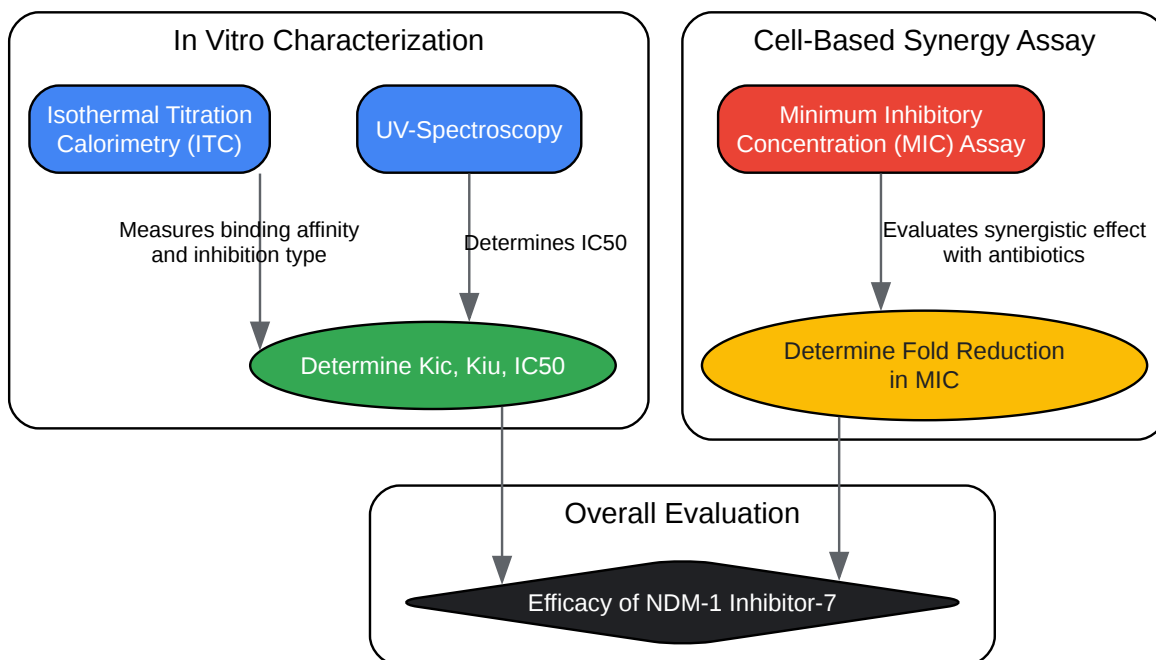 In Vitro Characterization
Isothermal Titration
Calorimetry (ITC)
UV-Spectroscopy
Measures binding affinity
and inhibition type
Determines IC50
Determine Kic, Kiu, IC50
Cell-Based Synergy Assay
Minimum Inhibitory
Concentration (MIC) Assay
Evaluates synergistic effect
with antibiotics
Determine Fold Reduction
in MIC
Overall Evaluation
Efficacy of NDM-1 Inhibitor-7